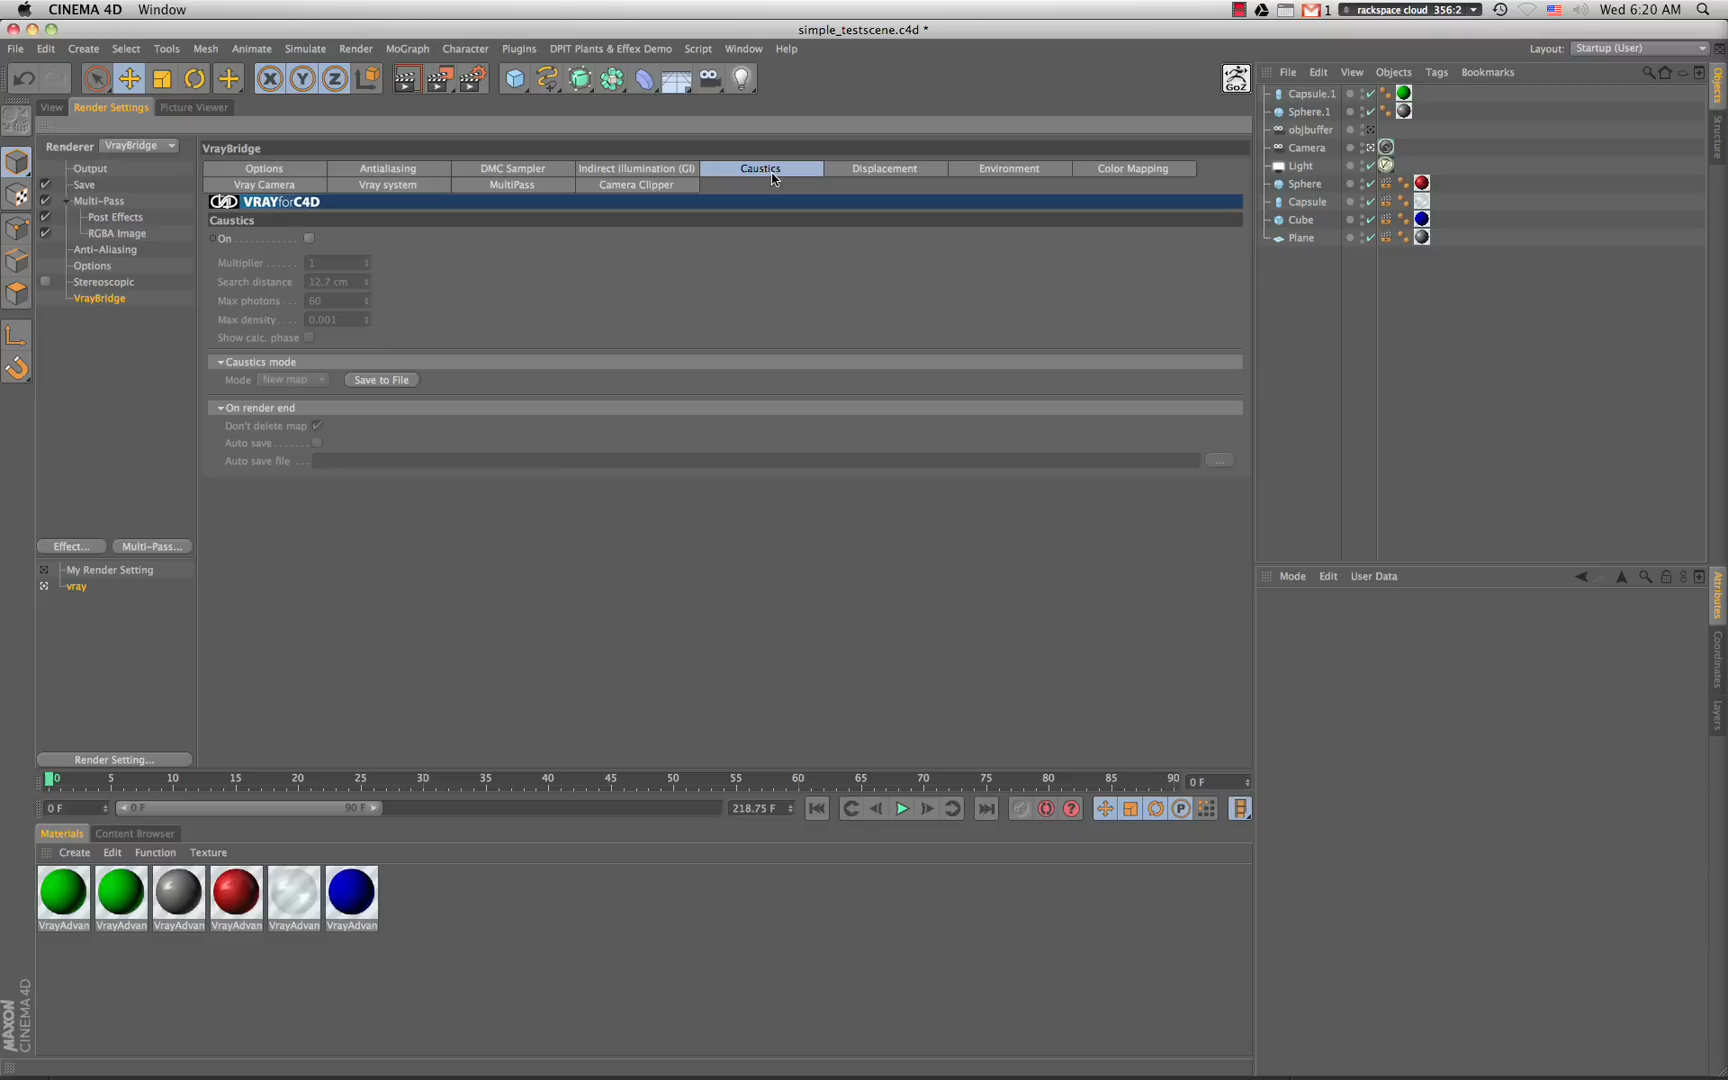 CINEMA 4D Window
1 rackspace cloud 356:2 Wed 6:20 AM
simple_testscene.c4d *
File Edit Create Select Tools Mesh Animate Simulate Render MoGraph Character Plugins DPIT Plants & Effex Demo Script Window Help
Layout: Startup (User)
X Y Z
GoZ
File Edit View Objects Tags Bookmarks
Objects
Structure
Capsule.1
Sphere.1
objbuffer
Camera
Light
Sphere
Capsule
Cube
Plane
View Render Settings Picture Viewer
Renderer VrayBridge
Output
Save
Multi-Pass
Post Effects
RGBA Image
Anti-Aliasing
Options
Stereoscopic
VrayBridge
Effect... Multi-Pass...
My Render Setting
vray
Render Setting...
VrayBridge
Options Antialiasing DMC Sampler Indirect Illumination (GI) Caustics Displacement Environment Color Mapping
Vray Camera Vray system MultiPass Camera Clipper
VRAYforC4D
Caustics
On
Multiplier 1
Search distance 12.7 cm
Max photons 60
Max density 0.001
Show calc. phase
Caustics mode
Mode New map Save to File
On render end
Don't delete map
Auto save
Auto save file ...
Mode Edit User Data
Attributes
Coordinates
Layers
0 5 10 15 20 25 30 35 40 45 50 55 60 65 70 75 80 85 90 0 F
0 F 0 F 90 F 218.75 F
P
Materials Content Browser
Create Edit Function Texture
VrayAdvan VrayAdvan VrayAdvan VrayAdvan VrayAdvan VrayAdvan
MAXON
CINEMA 4D